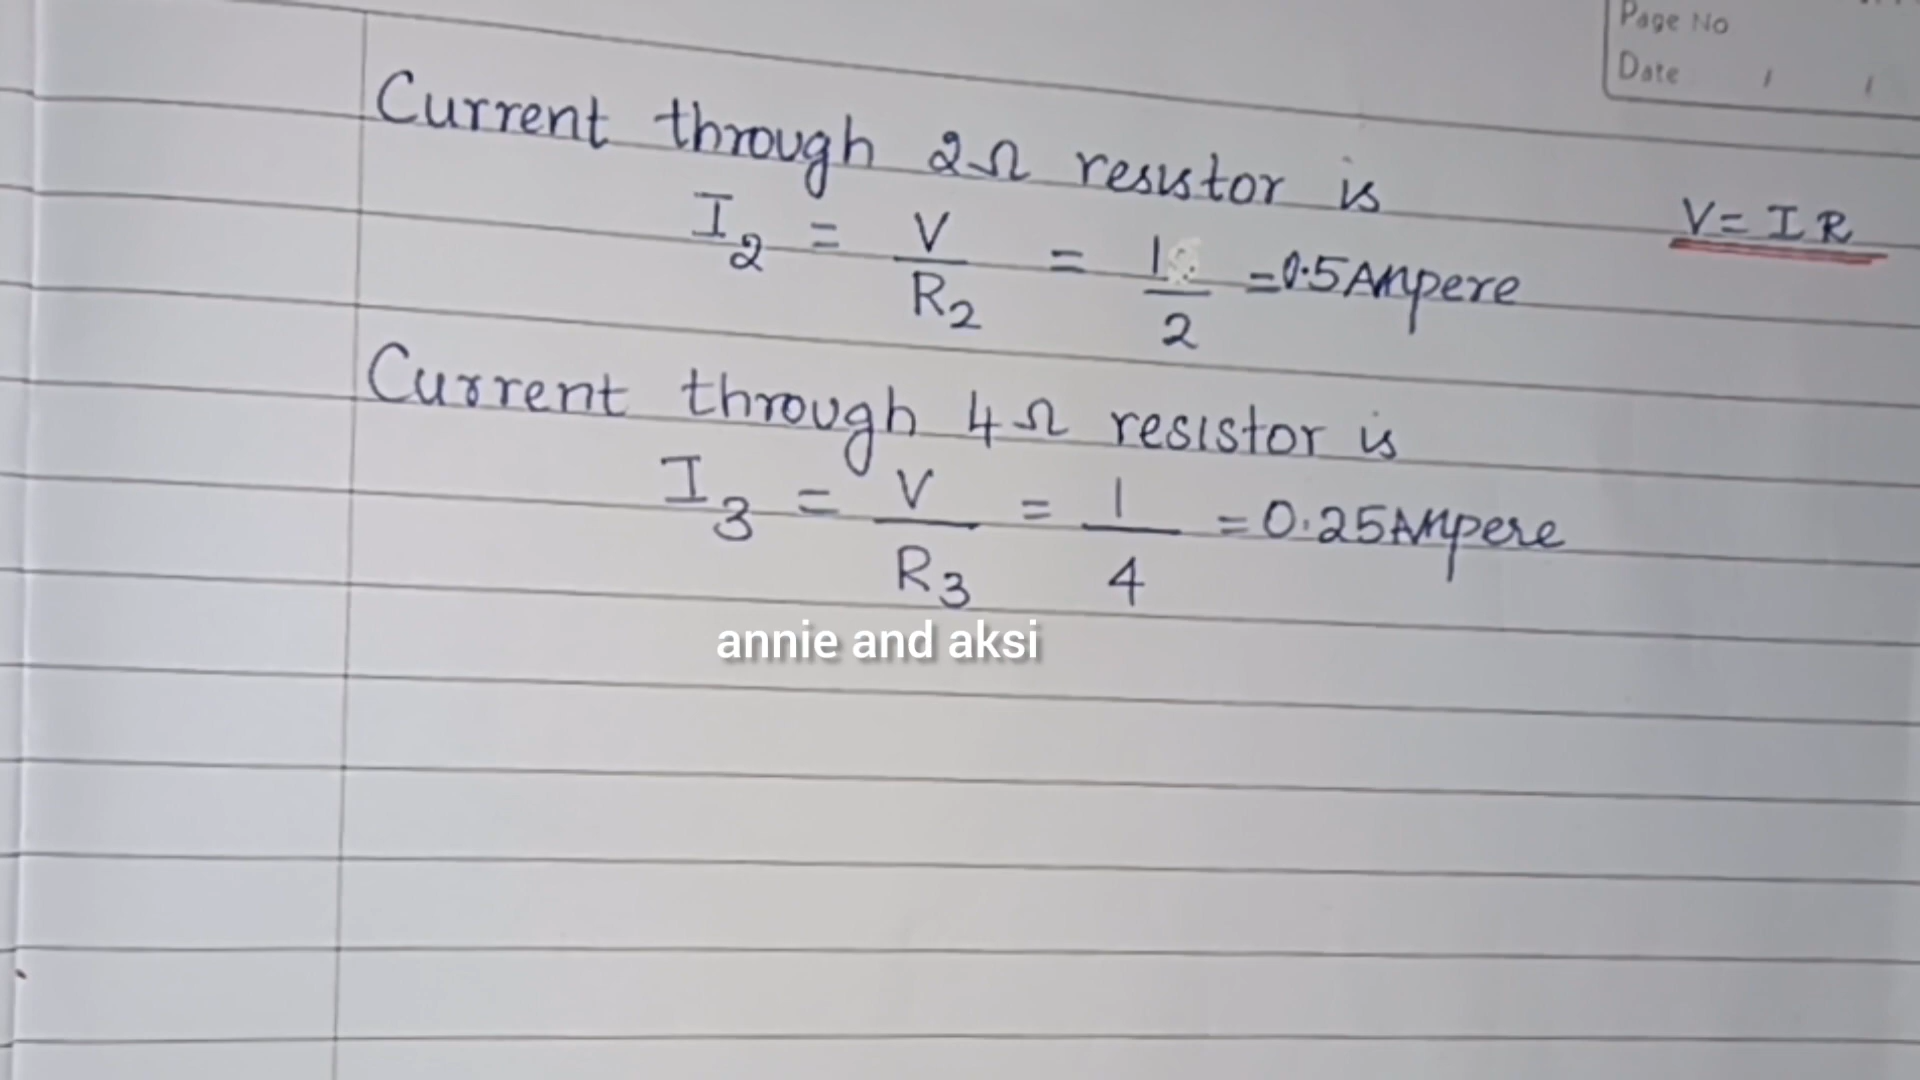 Page No
Date / /
Current through 2Ω resistor is
V = I R
I₂ = V/R₂ = 1/2 = 0.5 Ampere
Current through 4Ω resistor is
I₃ = V/R₃ = 1/4 = 0.25 Ampere
annie and aksi